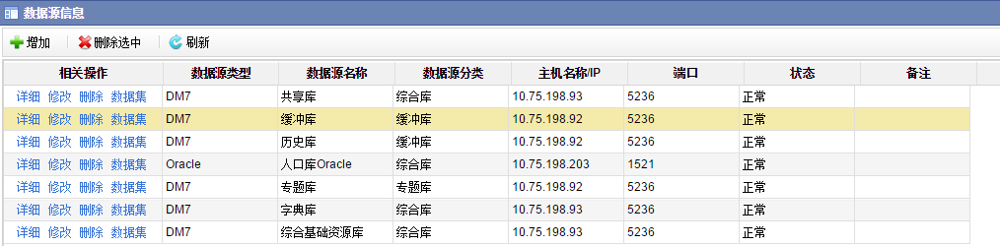 数据源信息
增加 删除选中 刷新
相关操作 数据源类型 数据源名称 数据源分类 主机名称/IP 端口 状态 备注
详细 修改 删除 数据集 DM7 共享库 综合库 10.75.198.93 5236 正常
详细 修改 删除 数据集 DM7 缓冲库 缓冲库 10.75.198.92 5236 正常
详细 修改 删除 数据集 DM7 历史库 缓冲库 10.75.198.92 5236 正常
详细 修改 删除 数据集 Oracle 人口库Oracle 综合库 10.75.198.203 1521 正常
详细 修改 删除 数据集 DM7 专题库 专题库 10.75.198.92 5236 正常
详细 修改 删除 数据集 DM7 字典库 综合库 10.75.198.93 5236 正常
详细 修改 删除 数据集 DM7 综合基础资源库 综合库 10.75.198.93 5236 正常